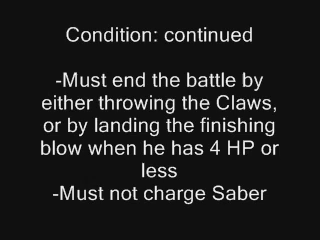 Condition: continued
-Must end the battle by
either throwing the Claws,
or by landing the finishing
blow when he has 4 HP or
less
-Must not charge Saber